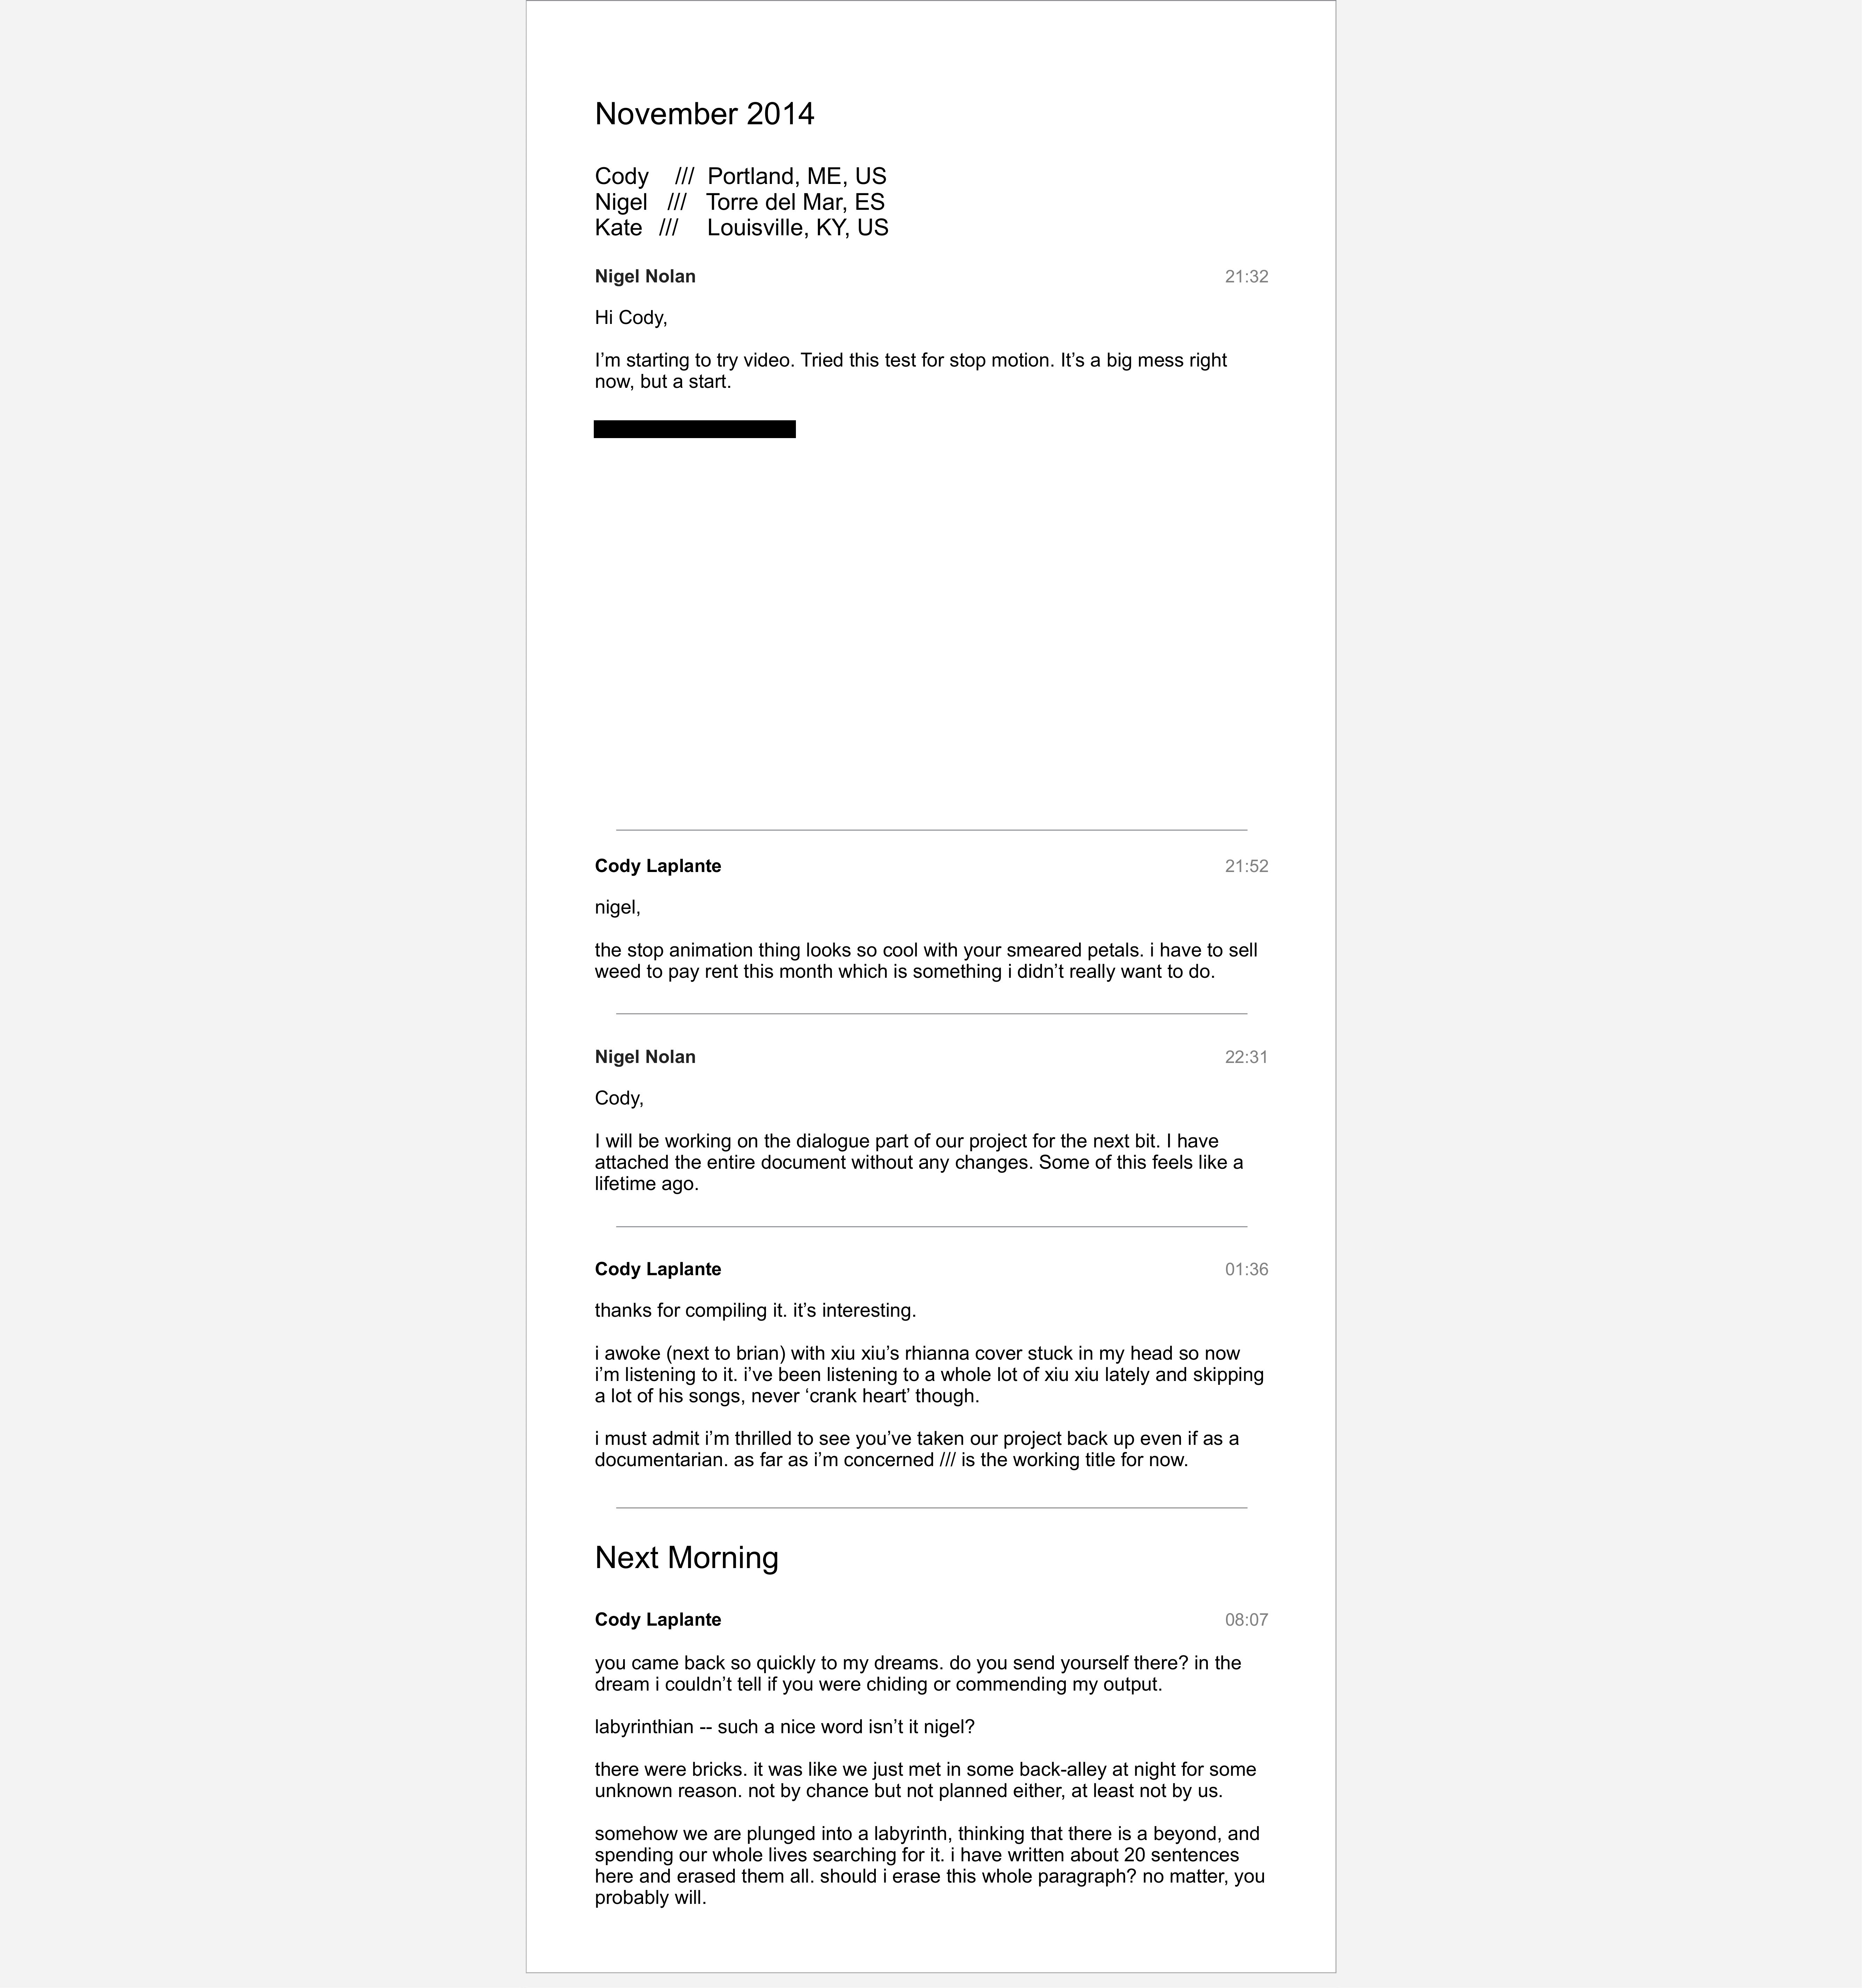 November 2014
Cody /// Portland, ME, US
Nigel /// Torre del Mar, ES
Kate /// Louisville, KY, US
Nigel Nolan 21:32
Hi Cody,
I’m starting to try video. Tried this test for stop motion. It’s a big mess right
now, but a start.
Cody Laplante 21:52
nigel,
the stop animation thing looks so cool with your smeared petals. i have to sell
weed to pay rent this month which is something i didn’t really want to do.
Nigel Nolan 22:31
Cody,
I will be working on the dialogue part of our project for the next bit. I have
attached the entire document without any changes. Some of this feels like a
lifetime ago.
Cody Laplante 01:36
thanks for compiling it. it’s interesting.
i awoke (next to brian) with xiu xiu’s rhianna cover stuck in my head so now
i’m listening to it. i’ve been listening to a whole lot of xiu xiu lately and skipping
a lot of his songs, never ‘crank heart’ though.
i must admit i’m thrilled to see you’ve taken our project back up even if as a
documentarian. as far as i’m concerned /// is the working title for now.
Next Morning
Cody Laplante 08:07
you came back so quickly to my dreams. do you send yourself there? in the
dream i couldn’t tell if you were chiding or commending my output.
labyrinthian -- such a nice word isn’t it nigel?
there were bricks. it was like we just met in some back-alley at night for some
unknown reason. not by chance but not planned either, at least not by us.
somehow we are plunged into a labyrinth, thinking that there is a beyond, and
spending our whole lives searching for it. i have written about 20 sentences
here and erased them all. should i erase this whole paragraph? no matter, you
probably will.